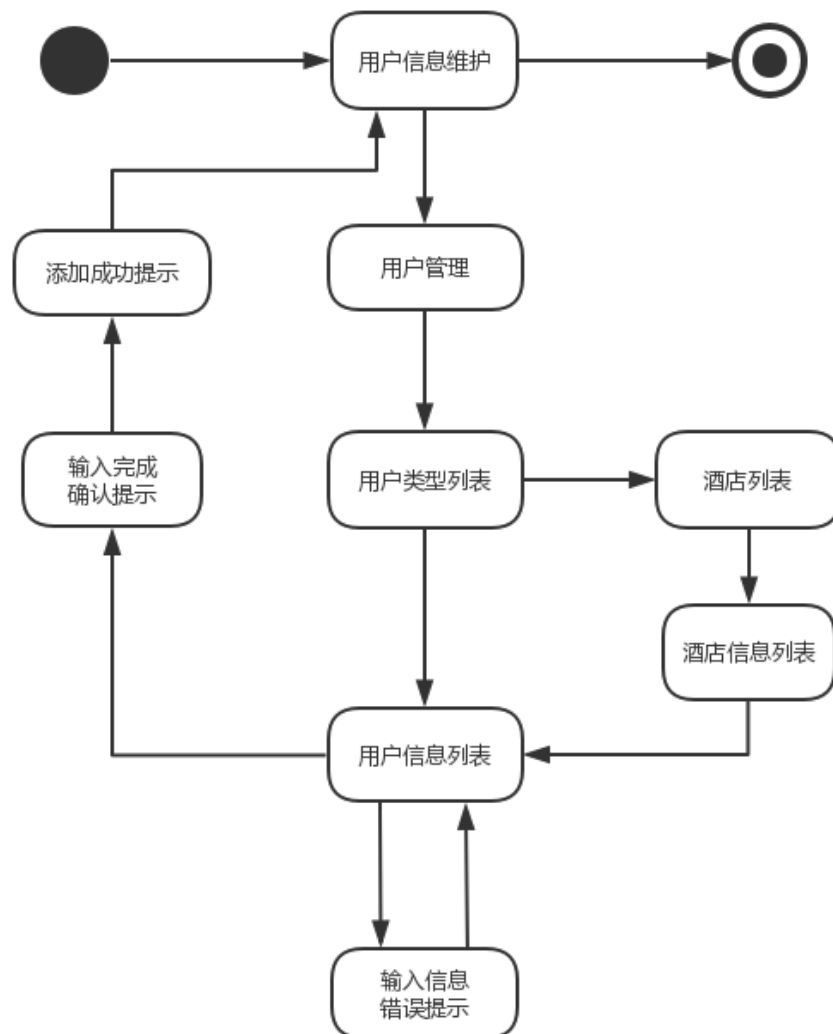 用户信息维护
添加成功提示
用户管理
输入完成
确认提示
用户类型列表
酒店列表
酒店信息列表
用户信息列表
输入信息
错误提示